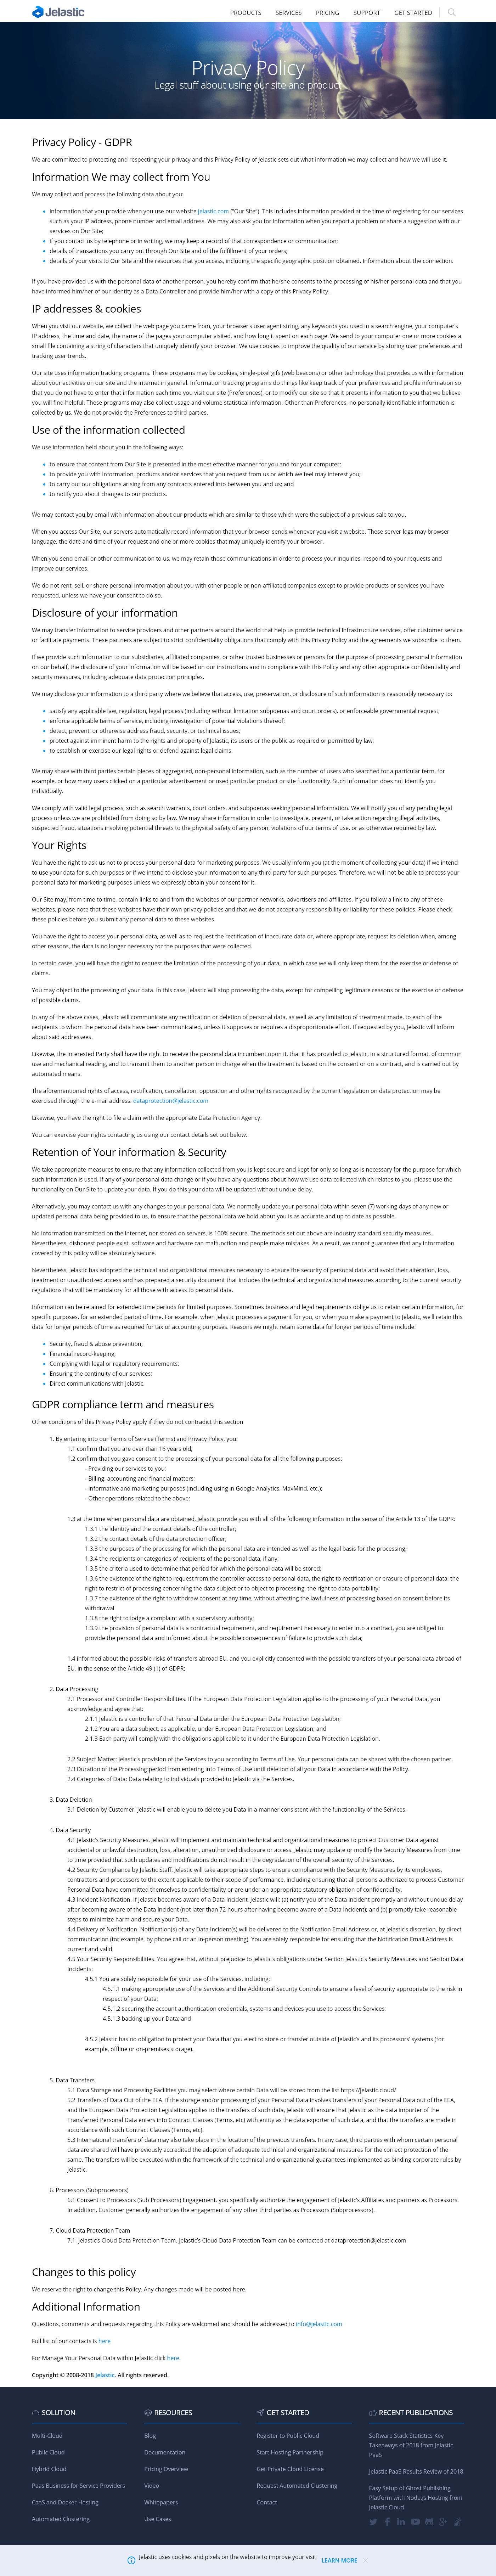 Jelastic
PRODUCTS SERVICES PRICING SUPPORT GET STARTED
Privacy Policy
Legal stuff about using our site and product
Privacy Policy - GDPR
We are committed to protecting and respecting your privacy and this Privacy Policy of Jelastic sets out what information we may collect and how we will use it.
Information We may collect from You
We may collect and process the following data about you:
information that you provide when you use our website jelastic.com ("Our Site"). This includes information provided at the time of registering for our services
such as your IP address, phone number and email address. We may also ask you for information when you report a problem or share a suggestion with our
services on Our Site;
if you contact us by telephone or in writing, we may keep a record of that correspondence or communication;
details of transactions you carry out through Our Site and of the fulfillment of your orders;
details of your visits to Our Site and the resources that you access, including the specific geographic position obtained. Information about the connection.
If you have provided us with the personal data of another person, you hereby confirm that he/she consents to the processing of his/her personal data and that you
have informed him/her of our identity as a Data Controller and provide him/her with a copy of this Privacy Policy.
IP addresses & cookies
When you visit our website, we collect the web page you came from, your browser's user agent string, any keywords you used in a search engine, your computer's
IP address, the time and date, the name of the pages your computer visited, and how long it spent on each page. We send to your computer one or more cookies a
small file containing a string of characters that uniquely identify your browser. We use cookies to improve the quality of our service by storing user preferences and
tracking user trends.
Our site uses information tracking programs. These programs may be cookies, single-pixel gifs (web beacons) or other technology that provides us with information
about your activities on our site and the internet in general. Information tracking programs do things like keep track of your preferences and profile information so
that you do not have to enter that information each time you visit our site (Preferences), or to modify our site so that it presents information to you that we believe
you will find helpful. These programs may also collect usage and volume statistical information. Other than Preferences, no personally identifiable information is
collected by us. We do not provide the Preferences to third parties.
Use of the information collected
We use information held about you in the following ways:
to ensure that content from Our Site is presented in the most effective manner for you and for your computer;
to provide you with information, products and/or services that you request from us or which we feel may interest you;
to carry out our obligations arising from any contracts entered into between you and us; and
to notify you about changes to our products.
We may contact you by email with information about our products which are similar to those which were the subject of a previous sale to you.
When you access Our Site, our servers automatically record information that your browser sends whenever you visit a website. These server logs may browser
language, the date and time of your request and one or more cookies that may uniquely identify your browser.
When you send email or other communication to us, we may retain those communications in order to process your inquiries, respond to your requests and
improve our services.
We do not rent, sell, or share personal information about you with other people or non-affiliated companies except to provide products or services you have
requested, unless we have your consent to do so.
Disclosure of your information
We may transfer information to service providers and other partners around the world that help us provide technical infrastructure services, offer customer service
or facilitate payments. These partners are subject to strict confidentiality obligations that comply with this Privacy Policy and the agreements we subscribe to them.
If we provide such information to our subsidiaries, affiliated companies, or other trusted businesses or persons for the purpose of processing personal information
on our behalf, the disclosure of your information will be based on our instructions and in compliance with this Policy and any other appropriate confidentiality and
security measures, including adequate data protection principles.
We may disclose your information to a third party where we believe that access, use, preservation, or disclosure of such information is reasonably necessary to:
satisfy any applicable law, regulation, legal process (including without limitation subpoenas and court orders), or enforceable governmental request;
enforce applicable terms of service, including investigation of potential violations thereof;
detect, prevent, or otherwise address fraud, security, or technical issues;
protect against imminent harm to the rights and property of Jelastic, its users or the public as required or permitted by law;
to establish or exercise our legal rights or defend against legal claims.
We may share with third parties certain pieces of aggregated, non-personal information, such as the number of users who searched for a particular term, for
example, or how many users clicked on a particular advertisement or used particular product or site functionality. Such information does not identify you
individually.
We comply with valid legal process, such as search warrants, court orders, and subpoenas seeking personal information. We will notify you of any pending legal
process unless we are prohibited from doing so by law. We may share information in order to investigate, prevent, or take action regarding illegal activities,
suspected fraud, situations involving potential threats to the physical safety of any person, violations of our terms of use, or as otherwise required by law.
Your Rights
You have the right to ask us not to process your personal data for marketing purposes. We usually inform you (at the moment of collecting your data) if we intend
to use your data for such purposes or if we intend to disclose your information to any third party for such purposes. Therefore, we will not be able to process your
personal data for marketing purposes unless we expressly obtain your consent for it.
Our Site may, from time to time, contain links to and from the websites of our partner networks, advertisers and affiliates. If you follow a link to any of these
websites, please note that these websites have their own privacy policies and that we do not accept any responsibility or liability for these policies. Please check
these policies before you submit any personal data to these websites.
You have the right to access your personal data, as well as to request the rectification of inaccurate data or, where appropriate, request its deletion when, among
other reasons, the data is no longer necessary for the purposes that were collected.
In certain cases, you will have the right to request the limitation of the processing of your data, in which case we will only keep them for the exercise or defense of
claims.
You may object to the processing of your data. In this case, Jelastic will stop processing the data, except for compelling legitimate reasons or the exercise or defense
of possible claims.
In any of the above cases, Jelastic will communicate any rectification or deletion of personal data, as well as any limitation of treatment made, to each of the
recipients to whom the personal data have been communicated, unless it supposes or requires a disproportionate effort. If requested by you, Jelastic will inform
about said addressees.
Likewise, the Interested Party shall have the right to receive the personal data incumbent upon it, that it has provided to Jelastic, in a structured format, of common
use and mechanical reading, and to transmit them to another person in charge when the treatment is based on the consent or on a contract, and is carried out by
automated means.
The aforementioned rights of access, rectification, cancellation, opposition and other rights recognized by the current legislation on data protection may be
exercised through the e-mail address: dataprotection@jelastic.com
Likewise, you have the right to file a claim with the appropriate Data Protection Agency.
You can exercise your rights contacting us using our contact details set out below.
Retention of Your information & Security
We take appropriate measures to ensure that any information collected from you is kept secure and kept for only so long as is necessary for the purpose for which
such information is used. If any of your personal data change or if you have any questions about how we use data collected which relates to you, please use the
functionality on Our Site to update your data. If you do this your data will be updated without undue delay.
Alternatively, you may contact us with any changes to your personal data. We normally update your personal data within seven (7) working days of any new or
updated personal data being provided to us, to ensure that the personal data we hold about you is as accurate and up to date as possible.
No information transmitted on the internet, nor stored on servers, is 100% secure. The methods set out above are industry standard security measures.
Nevertheless, dishonest people exist, software and hardware can malfunction and people make mistakes. As a result, we cannot guarantee that any information
covered by this policy will be absolutely secure.
Nevertheless, Jelastic has adopted the technical and organizational measures necessary to ensure the security of personal data and avoid their alteration, loss,
treatment or unauthorized access and has prepared a security document that includes the technical and organizational measures according to the current security
regulations that will be mandatory for all those with access to personal data.
Information can be retained for extended time periods for limited purposes. Sometimes business and legal requirements oblige us to retain certain information, for
specific purposes, for an extended period of time. For example, when Jelastic processes a payment for you, or when you make a payment to Jelastic, we'll retain this
data for longer periods of time as required for tax or accounting purposes. Reasons we might retain some data for longer periods of time include:
Security, fraud & abuse prevention;
Financial record-keeping;
Complying with legal or regulatory requirements;
Ensuring the continuity of our services;
Direct communications with Jelastic.
GDPR compliance term and measures
Other conditions of this Privacy Policy apply if they do not contradict this section
1. By entering into our Terms of Service (Terms) and Privacy Policy, you:
1.1 confirm that you are over than 16 years old;
1.2 confirm that you gave consent to the processing of your personal data for all the following purposes:
- Providing our services to you;
- Billing, accounting and financial matters;
- Informative and marketing purposes (including using in Google Analytics, MaxMind, etc.);
- Other operations related to the above;
1.3 at the time when personal data are obtained, Jelastic provide you with all of the following information in the sense of the Article 13 of the GDPR:
1.3.1 the identity and the contact details of the controller;
1.3.2 the contact details of the data protection officer;
1.3.3 the purposes of the processing for which the personal data are intended as well as the legal basis for the processing;
1.3.4 the recipients or categories of recipients of the personal data, if any;
1.3.5 the criteria used to determine that period for which the personal data will be stored;
1.3.6 the existence of the right to request from the controller access to personal data, the right to rectification or erasure of personal data, the
right to restrict of processing concerning the data subject or to object to processing, the right to data portability;
1.3.7 the existence of the right to withdraw consent at any time, without affecting the lawfulness of processing based on consent before its
withdrawal
1.3.8 the right to lodge a complaint with a supervisory authority;
1.3.9 the provision of personal data is a contractual requirement, and requirement necessary to enter into a contract, you are obliged to
provide the personal data and informed about the possible consequences of failure to provide such data;
1.4 informed about the possible risks of transfers abroad EU, and you explicitly consented with the possible transfers of your personal data abroad of
EU, in the sense of the Article 49 (1) of GDPR;
2. Data Processing
2.1 Processor and Controller Responsibilities. If the European Data Protection Legislation applies to the processing of your Personal Data, you
acknowledge and agree that:
2.1.1 Jelastic is a controller of that Personal Data under the European Data Protection Legislation;
2.1.2 You are a data subject, as applicable, under European Data Protection Legislation; and
2.1.3 Each party will comply with the obligations applicable to it under the European Data Protection Legislation.
2.2 Subject Matter: Jelastic's provision of the Services to you according to Terms of Use. Your personal data can be shared with the chosen partner.
2.3 Duration of the Processing:period from entering into Terms of Use until deletion of all your Data in accordance with the Policy.
2.4 Categories of Data: Data relating to individuals provided to Jelastic via the Services.
3. Data Deletion
3.1 Deletion by Customer. Jelastic will enable you to delete you Data in a manner consistent with the functionality of the Services.
4. Data Security
4.1 Jelastic's Security Measures. Jelastic will implement and maintain technical and organizational measures to protect Customer Data against
accidental or unlawful destruction, loss, alteration, unauthorized disclosure or access. Jelastic may update or modify the Security Measures from time
to time provided that such updates and modifications do not result in the degradation of the overall security of the Services.
4.2 Security Compliance by Jelastic Staff. Jelastic will take appropriate steps to ensure compliance with the Security Measures by its employees,
contractors and processors to the extent applicable to their scope of performance, including ensuring that all persons authorized to process Customer
Personal Data have committed themselves to confidentiality or are under an appropriate statutory obligation of confidentiality.
4.3 Incident Notification. If Jelastic becomes aware of a Data Incident, Jelastic will: (a) notify you of the Data Incident promptly and without undue delay
after becoming aware of the Data Incident (not later than 72 hours after having become aware of a Data Incident); and (b) promptly take reasonable
steps to minimize harm and secure your Data.
4.4 Delivery of Notification. Notification(s) of any Data Incident(s) will be delivered to the Notification Email Address or, at Jelastic's discretion, by direct
communication (for example, by phone call or an in-person meeting). You are solely responsible for ensuring that the Notification Email Address is
current and valid.
4.5 Your Security Responsibilities. You agree that, without prejudice to Jelastic's obligations under Section Jelastic's Security Measures and Section Data
Incidents:
4.5.1 You are solely responsible for your use of the Services, including:
4.5.1.1 making appropriate use of the Services and the Additional Security Controls to ensure a level of security appropriate to the risk in
respect of your Data;
4.5.1.2 securing the account authentication credentials, systems and devices you use to access the Services;
4.5.1.3 backing up your Data; and
4.5.2 Jelastic has no obligation to protect your Data that you elect to store or transfer outside of Jelastic's and its processors' systems (for
example, offline or on-premises storage).
5. Data Transfers
5.1 Data Storage and Processing Facilities you may select where certain Data will be stored from the list https://jelastic.cloud/
5.2 Transfers of Data Out of the EEA. If the storage and/or processing of your Personal Data involves transfers of your Personal Data out of the EEA,
and the European Data Protection Legislation applies to the transfers of such data, Jelastic will ensure that Jelastic as the data importer of the
Transferred Personal Data enters into Contract Clauses (Terms, etc) with entity as the data exporter of such data, and that the transfers are made in
accordance with such Contract Clauses (Terms, etc).
5.3 International transfers of data may also take place in the location of the previous transfers. In any case, third parties with whom certain personal
data are shared will have previously accredited the adoption of adequate technical and organizational measures for the correct protection of the
same. The transfers will be executed within the framework of the technical and organizational guarantees implemented as binding corporate rules by
Jelastic.
6. Processors (Subprocessors)
6.1 Consent to Processors (Sub Processors) Engagement. you specifically authorize the engagement of Jelastic's Affiliates and partners as Processors.
In addition, Customer generally authorizes the engagement of any other third parties as Processors (Subprocessors).
7. Cloud Data Protection Team
7.1. Jelastic's Cloud Data Protection Team. Jelastic's Cloud Data Protection Team can be contacted at dataprotection@jelastic.com
Changes to this policy
We reserve the right to change this Policy. Any changes made will be posted here.
Additional Information
Questions, comments and requests regarding this Policy are welcomed and should be addressed to info@jelastic.com
Full list of our contacts is here
For Manage Your Personal Data within Jelastic click here.
Copyright © 2008-2018 Jelastic. All rights reserved.
SOLUTION
Multi-Cloud
Public Cloud
Hybrid Cloud
Paas Business for Service Providers
CaaS and Docker Hosting
Automated Clustering
RESOURCES
Blog
Documentation
Pricing Overview
Video
Whitepapers
Use Cases
GET STARTED
Register to Public Cloud
Start Hosting Partnership
Get Private Cloud License
Request Automated Clustering
Contact
RECENT PUBLICATIONS
Software Stack Statistics Key
Takeaways of 2018 from Jelastic
PaaS
Jelastic PaaS Results Review of 2018
Easy Setup of Ghost Publishing
Platform with Node.js Hosting from
Jelastic Cloud
Jelastic uses cookies and pixels on the website to improve your visit LEARN MORE